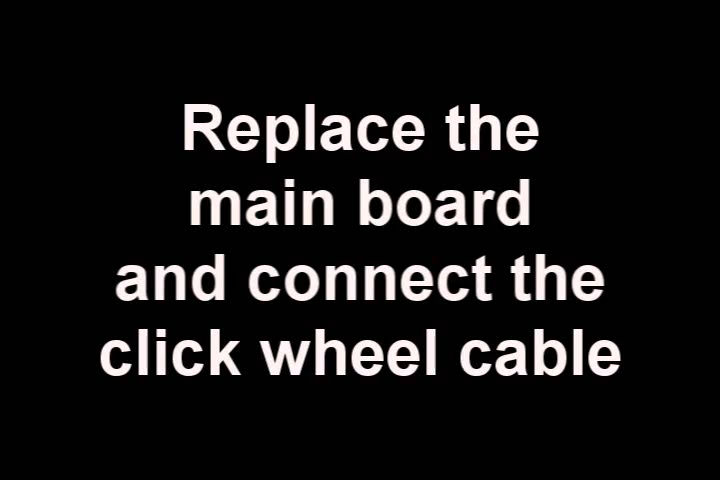 Replace the
main board
and connect the
click wheel cable